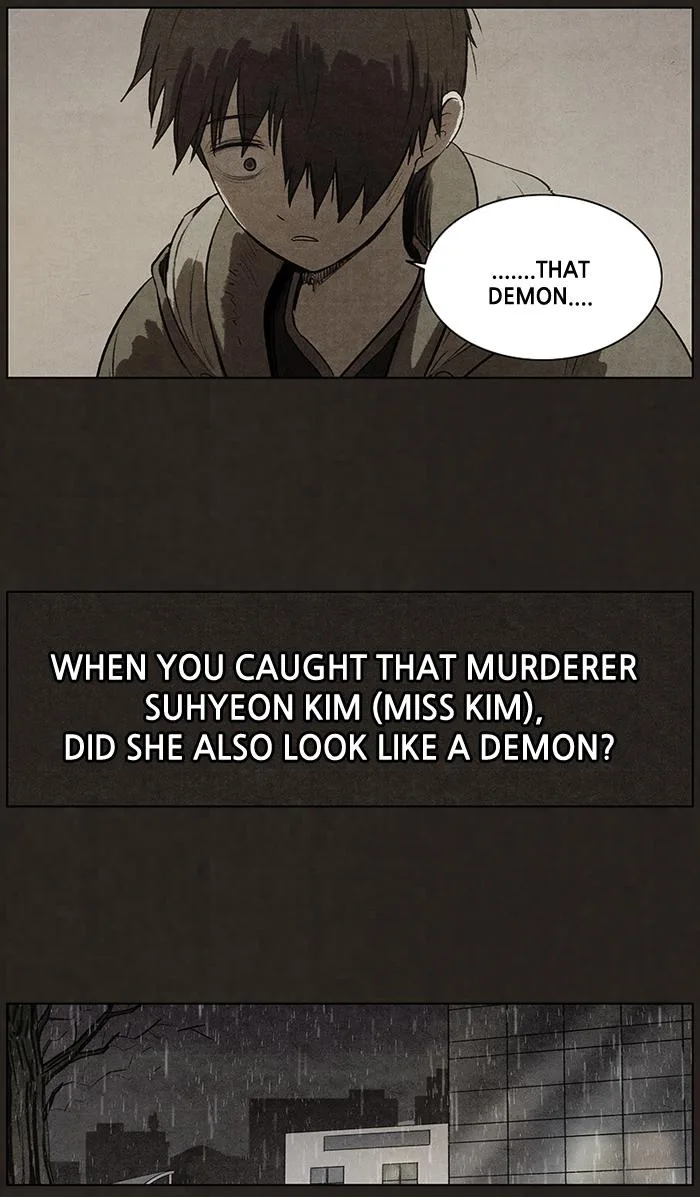 .......THAT
DEMON....
WHEN YOU CAUGHT THAT MURDERER
SUHYEON KIM (MISS KIM),
DID SHE ALSO LOOK LIKE A DEMON?